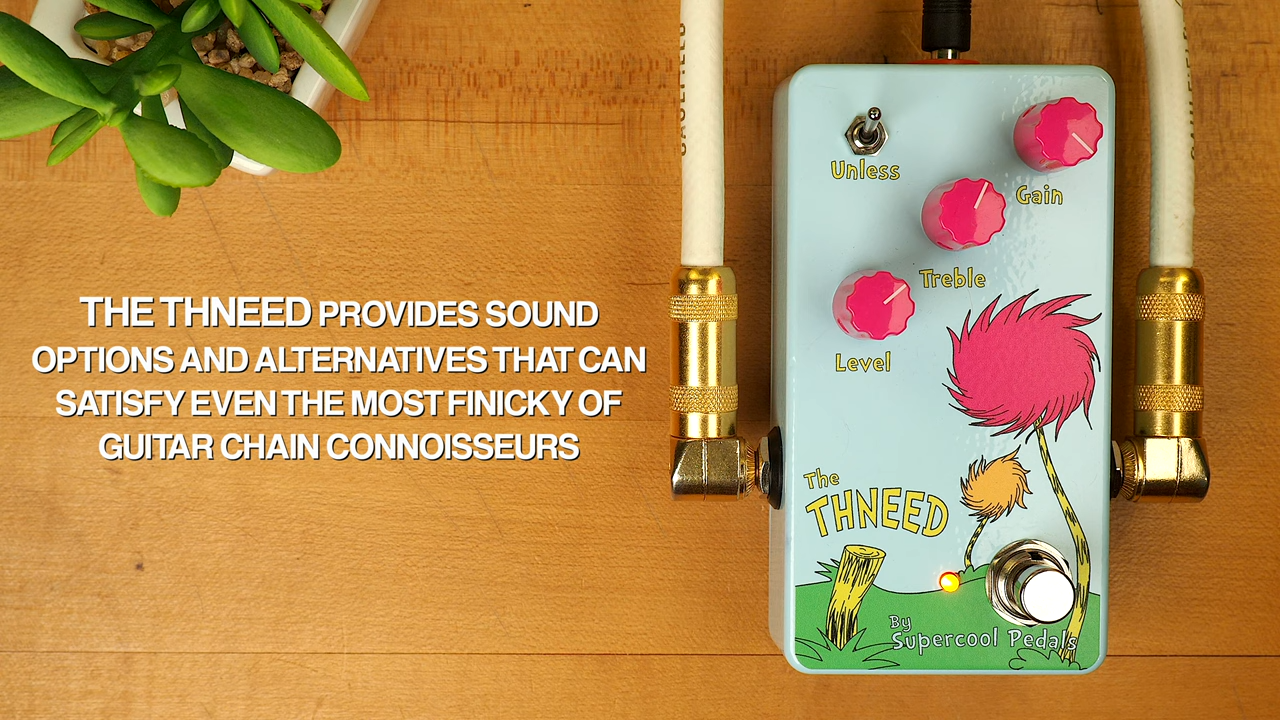 THE THNEED PROVIDES SOUND
OPTIONS AND ALTERNATIVES THAT CAN
SATISFY EVEN THE MOST FINICKY OF
GUITAR CHAIN CONNOISSEURS
Unless
Gain
Treble
Level
The
THNEED
By
Supercool Pedals